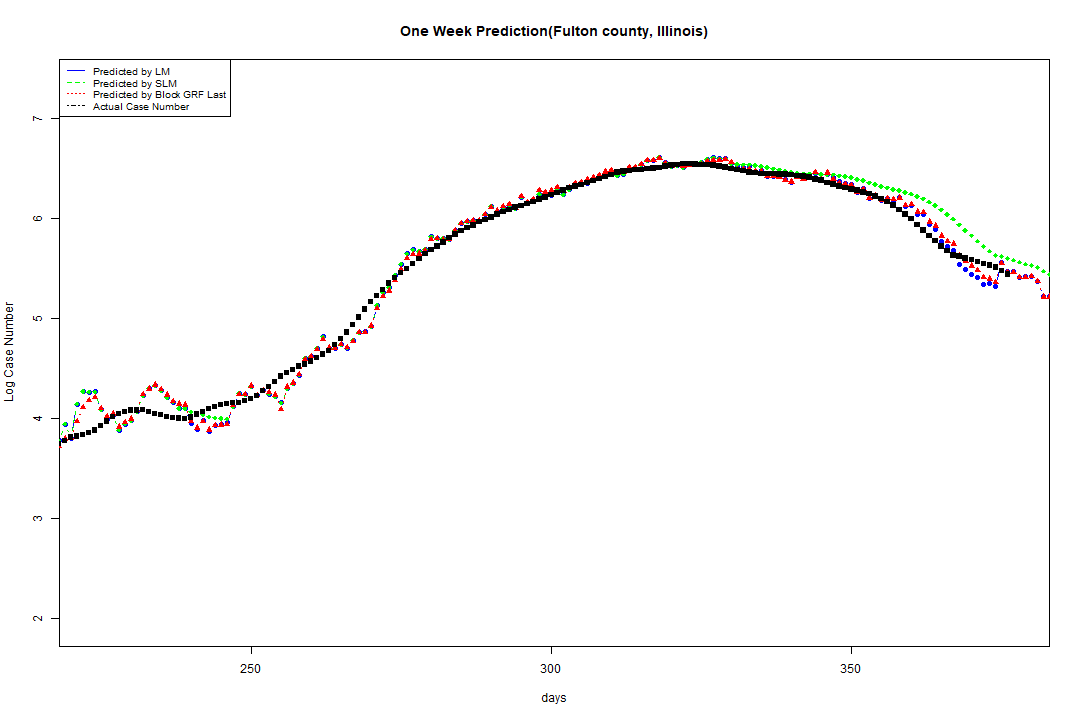 One Week Prediction(Fulton county, Illinois)
Predicted by LM
Predicted by SLM
Predicted by Block GRF Last
Actual Case Number
7
6
5
4
3
2
Log Case Number
250 300 350
days